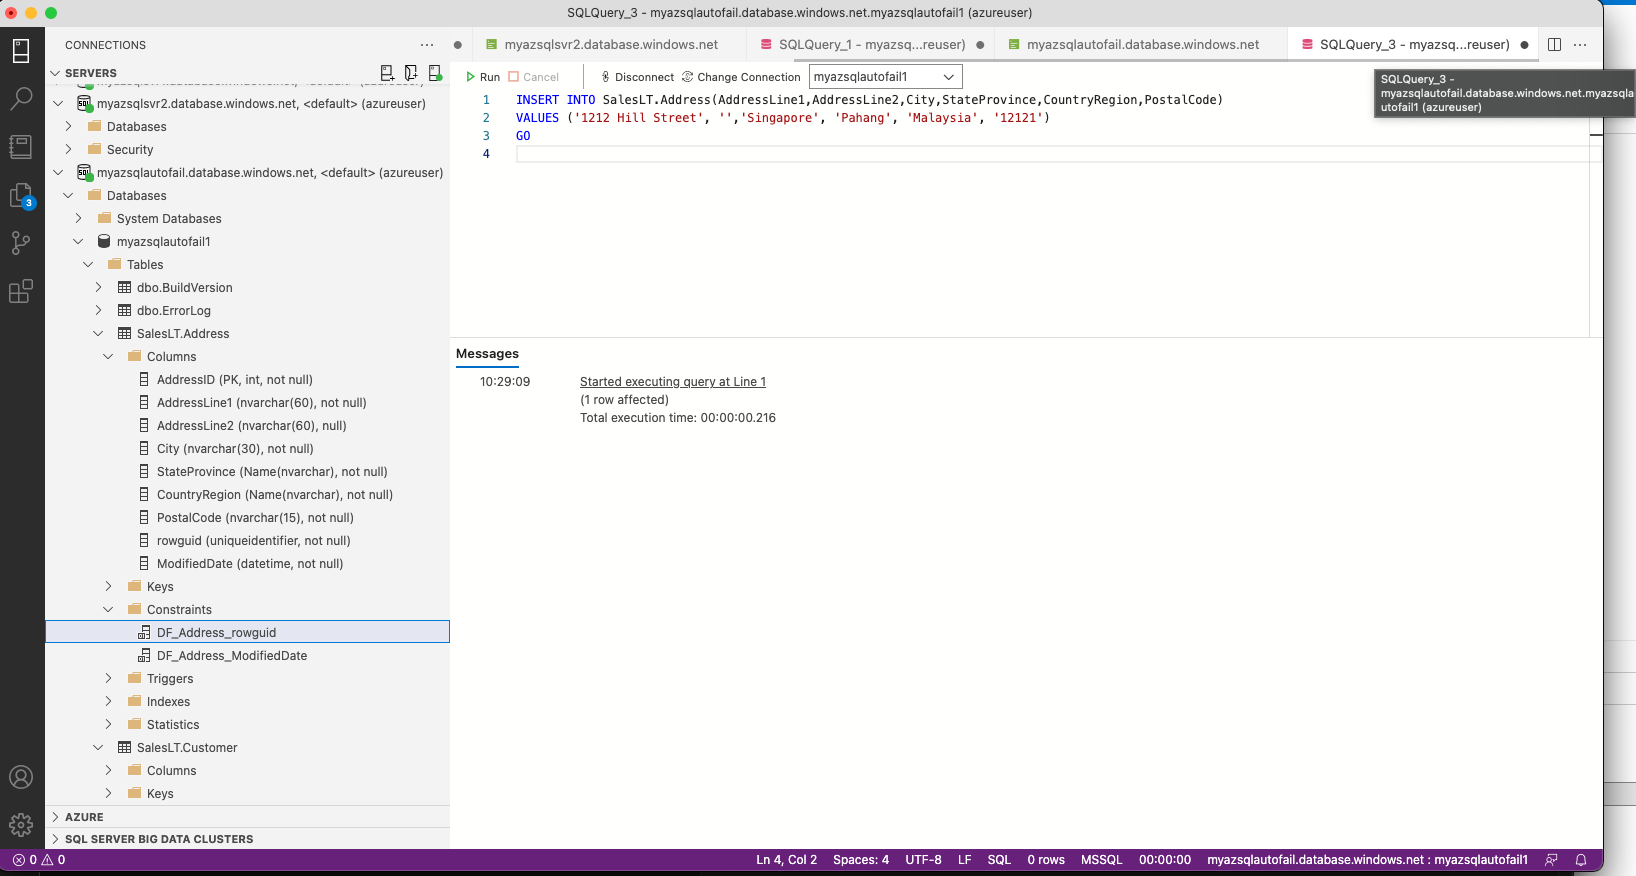 SQLQuery_3 - myazsqlautofail.database.windows.net.myazsqlautofail1 (azureuser)
CONNECTIONS
SERVERS
myazsqlsvr2.database.windows.net, <default> (azureuser)
Databases
Security
myazsqlautofail.database.windows.net, <default> (azureuser)
Databases
System Databases
myazsqlautofail1
Tables
dbo.BuildVersion
dbo.ErrorLog
SalesLT.Address
Columns
AddressID (PK, int, not null)
AddressLine1 (nvarchar(60), not null)
AddressLine2 (nvarchar(60), null)
City (nvarchar(30), not null)
StateProvince (Name(nvarchar), not null)
CountryRegion (Name(nvarchar), not null)
PostalCode (nvarchar(15), not null)
rowguid (uniqueidentifier, not null)
ModifiedDate (datetime, not null)
Keys
Constraints
DF_Address_rowguid
DF_Address_ModifiedDate
Triggers
Indexes
Statistics
SalesLT.Customer
Columns
Keys
AZURE
SQL SERVER BIG DATA CLUSTERS
3
myazsqlsvr2.database.windows.net
SQLQuery_1 - myazsq...reuser)
myazsqlautofail.database.windows.net
SQLQuery_3 - myazsq...reuser)
Run Cancel Disconnect Change Connection myazsqlautofail1
SQLQuery_3 -
myazsqlautofail.database.windows.net.myazsqla
utofail1 (azureuser)
1 INSERT INTO SalesLT.Address(AddressLine1,AddressLine2,City,StateProvince,CountryRegion,PostalCode)
2 VALUES ('1212 Hill Street', '','Singapore', 'Pahang', 'Malaysia', '12121')
3 GO
4
Messages
10:29:09 Started executing query at Line 1
(1 row affected)
Total execution time: 00:00:00.216
0 0 Ln 4, Col 2 Spaces: 4 UTF-8 LF SQL 0 rows MSSQL 00:00:00 myazsqlautofail.database.windows.net : myazsqlautofail1